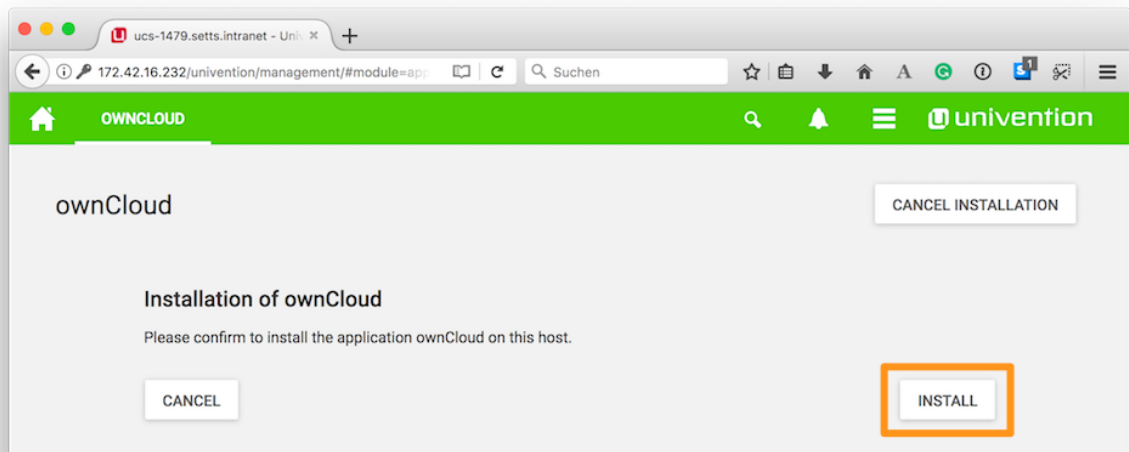 ucs-1479.setts.intranet - Uni
172.42.16.232/univention/management/#module=app
Suchen
1
OWNCLOUD
univention
ownCloud
CANCEL INSTALLATION
Installation of ownCloud
Please confirm to install the application ownCloud on this host.
CANCEL
INSTALL